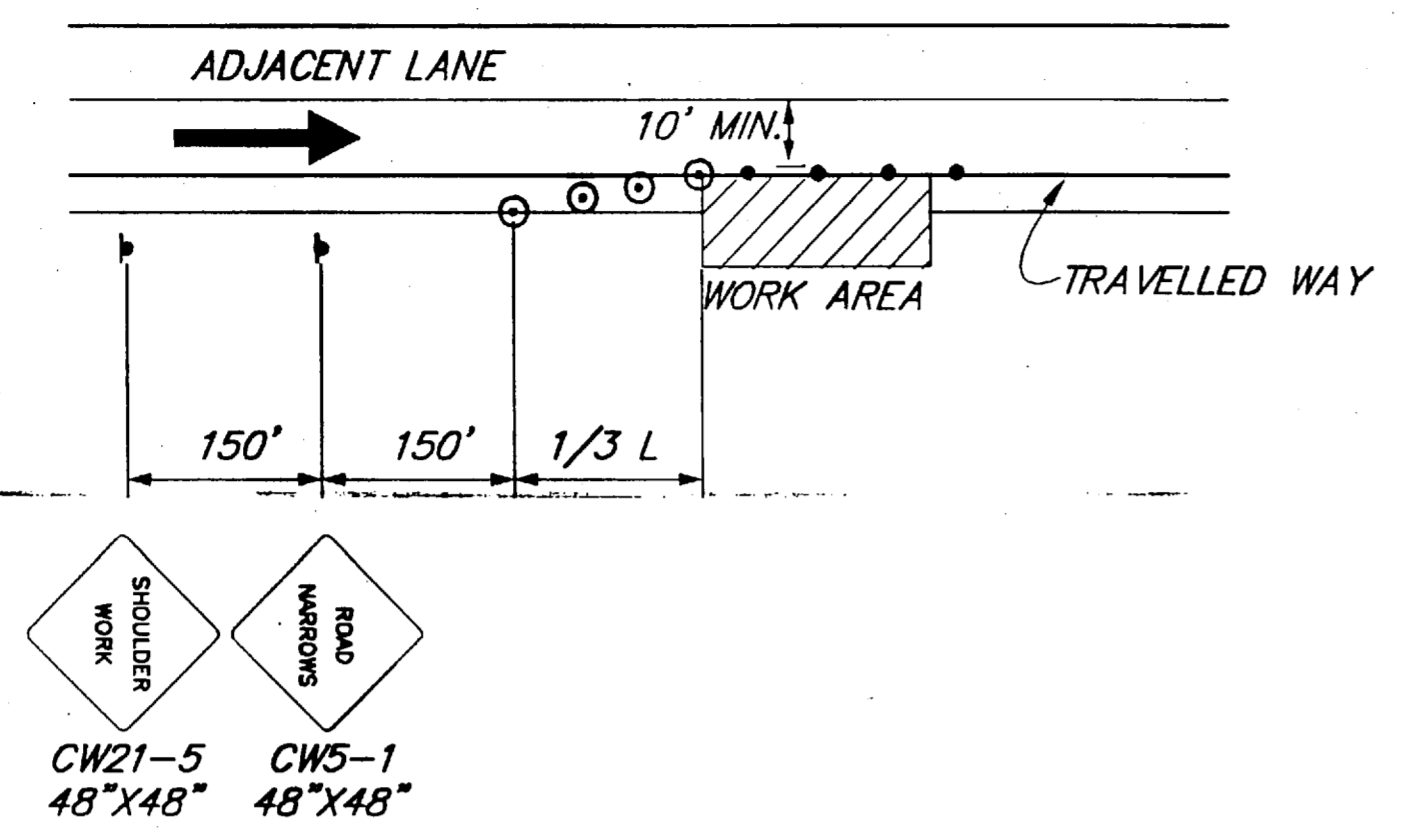 ADJACENT LANE
10' MIN.
TRAVELLED WAY
WORK AREA
150'
150'
1/3 L
SHOULDER
WORK
ROAD
NARROWS
CW21-5
48"X48"
CW5-1
48"X48"